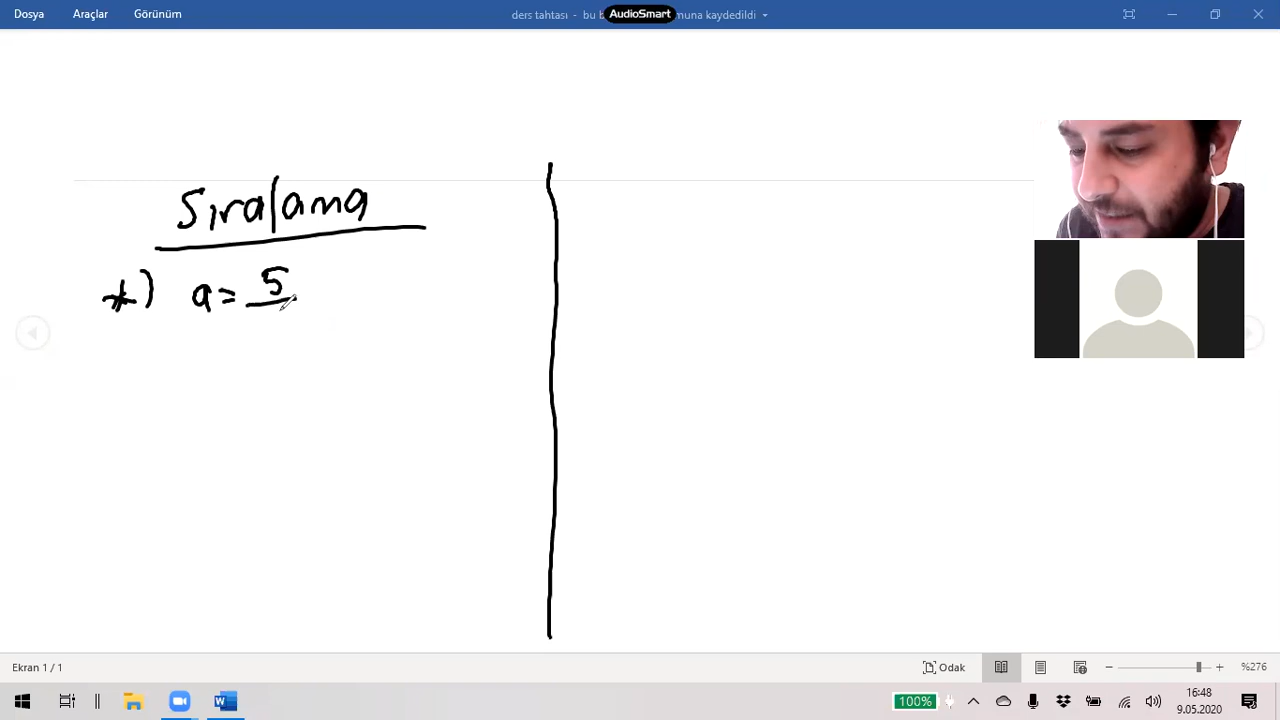 Dosya Araçlar Görünüm
ders tahtası - bu b
AudioSmart
muna kaydedildi
Sıralama
*) a = 5
Ekran 1 / 1
Odak
%276
100%
16:48
9.05.2020